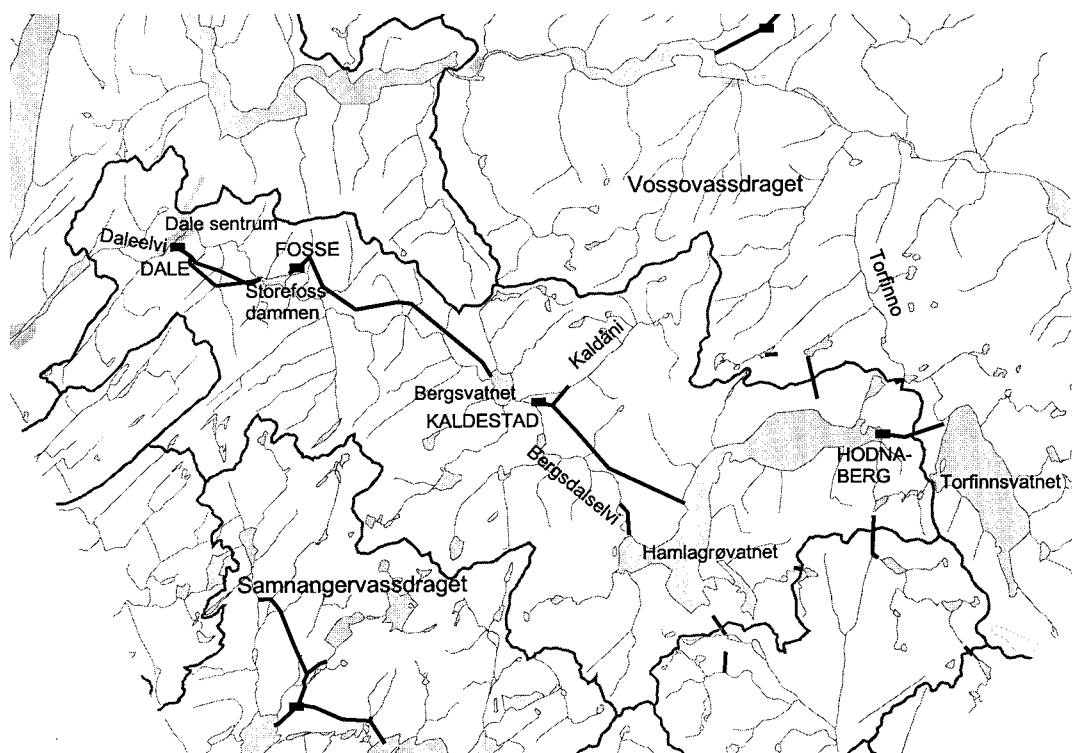 Vossovassdraget
Dale sentrum
Daleelvi
FOSSE
DALE
Storefoss
dammen
Torfinno
Kaldåni
Bergsvatnet
KALDESTAD
HODNA-
BERG
Bergsdalselvi
Torfinnsvatnet
Hamlagrøvatnet
Samnangervassdraget